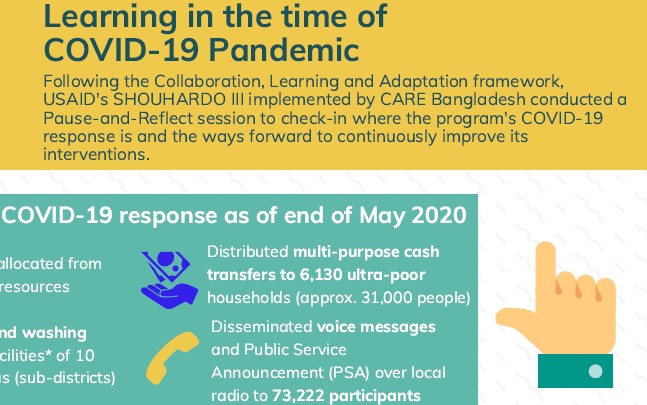 Learning in the time of
COVID-19 Pandemic
Following the Collaboration, Learning and Adaptation framework,
USAID's SHOUHARDO III implemented by CARE Bangladesh conducted a
Pause-and-Reflect session to check-in where the program's COVID-19
response is and the ways forward to continuously improve its
interventions.
COVID-19 response as of end of May 2020
allocated from
resources
washing
of 10
(sub-districts)
Distributed multi-purpose cash
transfers to 6,130 ultra-poor
households (approx. 31,000 people)
Disseminated voice messages
and Public Service
Announcement (PSA) over local
radio to 73,222 participants